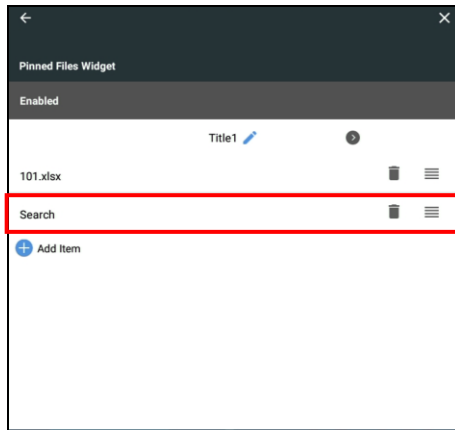 Pinned Files Widget
Enabled
Title1
101.xlsx
Search
Add Item